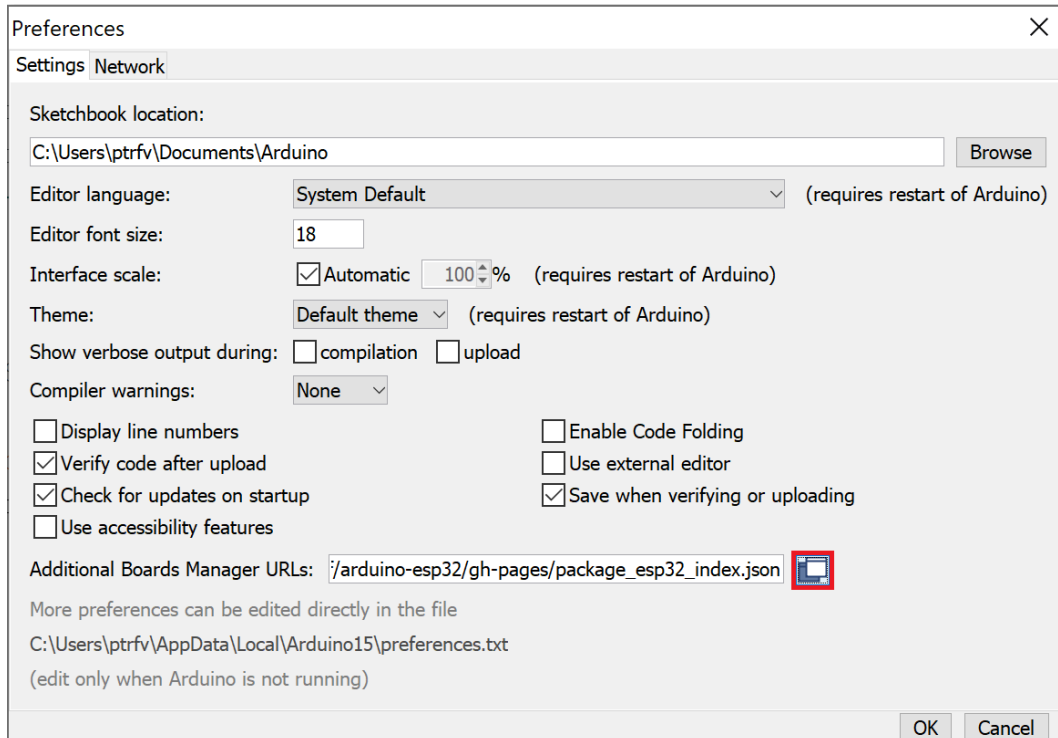 Preferences
Settings Network
Sketchbook location:
C:\Users\ptrfv\Documents\Arduino Browse
Editor language: System Default (requires restart of Arduino)
Editor font size: 18
Interface scale: Automatic 100 % (requires restart of Arduino)
Theme: Default theme (requires restart of Arduino)
Show verbose output during: compilation upload
Compiler warnings: None
Display line numbers Enable Code Folding
Verify code after upload Use external editor
Check for updates on startup Save when verifying or uploading
Use accessibility features
Additional Boards Manager URLs: /arduino-esp32/gh-pages/package_esp32_index.json
More preferences can be edited directly in the file
C:\Users\ptrfv\AppData\Local\Arduino15\preferences.txt
(edit only when Arduino is not running)
OK Cancel